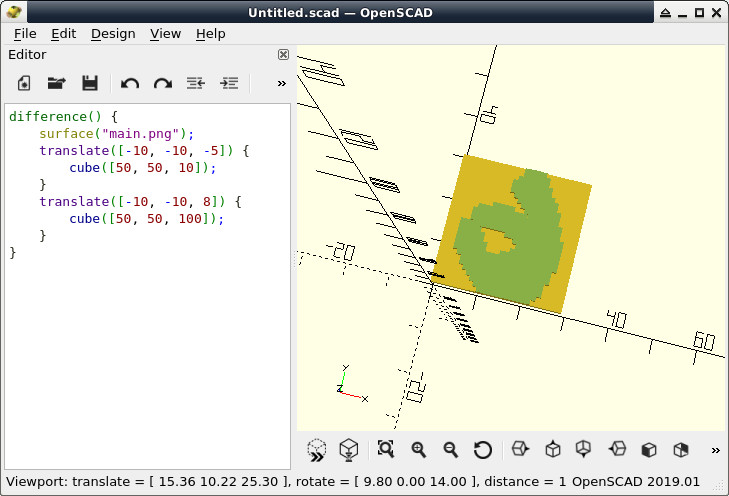 Untitled.scad — OpenSCAD
File Edit Design View Help
Editor
»
difference() {
    surface("main.png");
    translate([-10, -10, -5]) {
        cube([50, 50, 10]);
    }
    translate([-10, -10, 8]) {
        cube([50, 50, 100]);
    }
}
40
-20
40
60
-20
Y
Z
X
»
Viewport: translate = [ 15.36 10.22 25.30 ], rotate = [ 9.80 0.00 14.00 ], distance = 1 OpenSCAD 2019.01